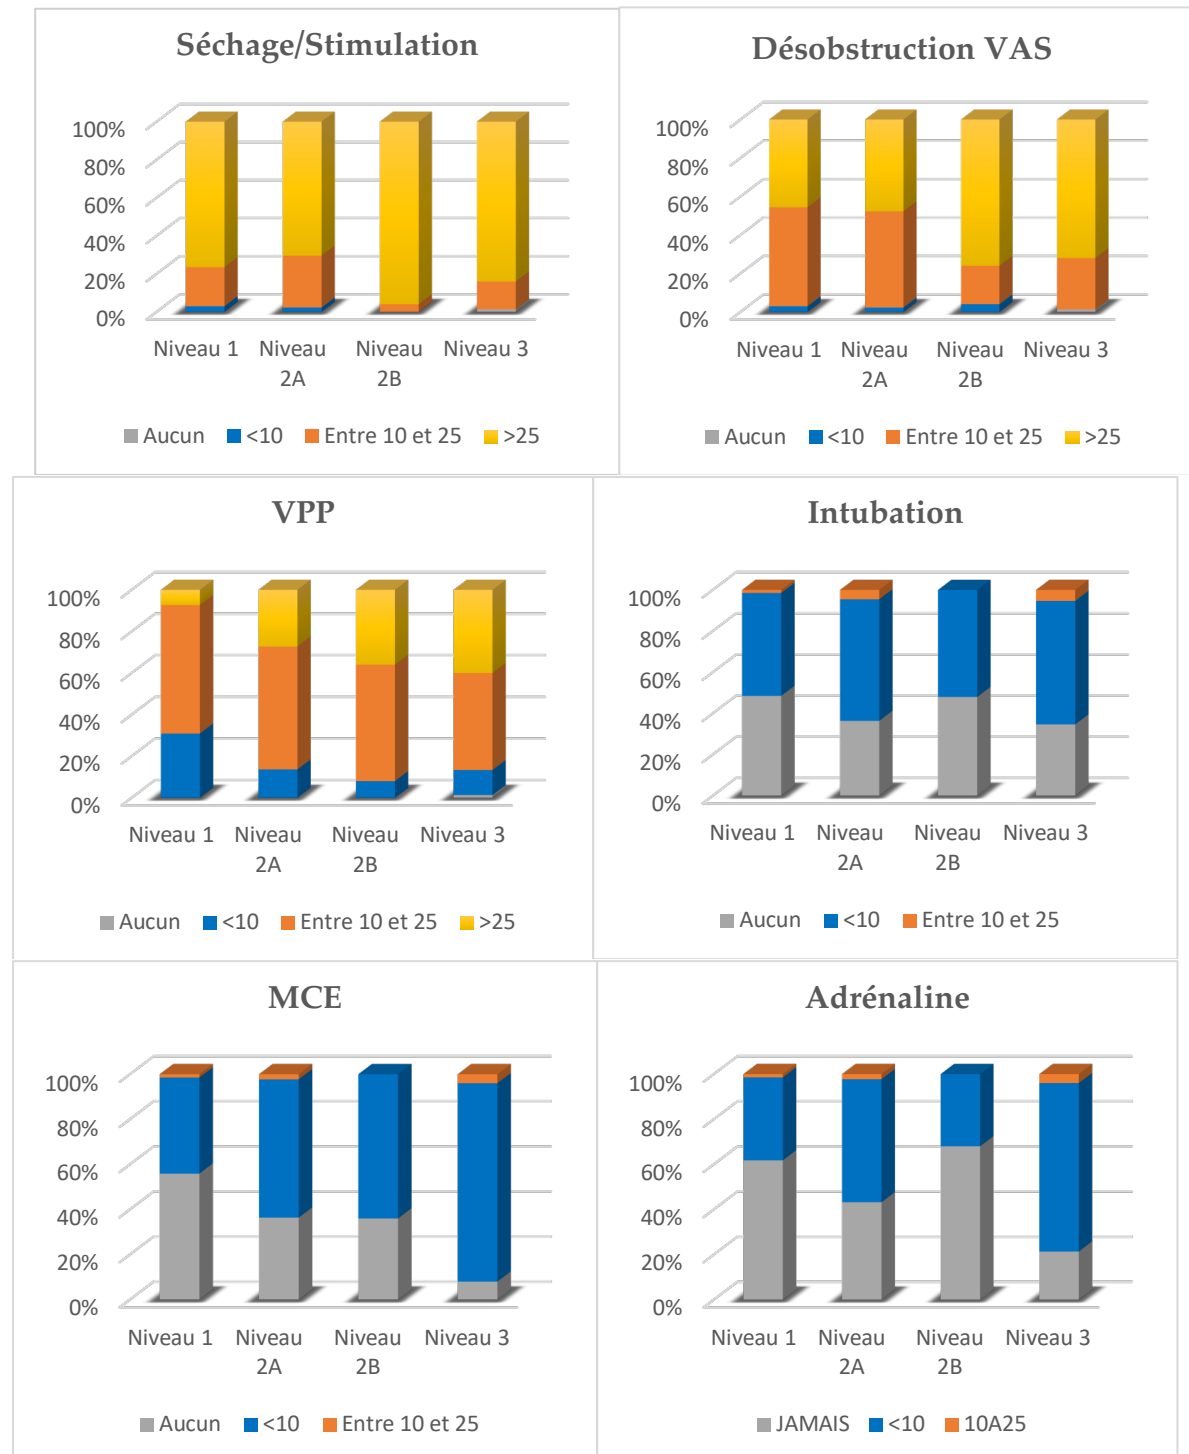 Séchage/Stimulation
100%
80%
60%
40%
20%
0%
Niveau 1 Niveau 2A Niveau 2B Niveau 3
Aucun <10 Entre 10 et 25 >25
Désobstruction VAS
100%
80%
60%
40%
20%
0%
Niveau 1 Niveau 2A Niveau 2B Niveau 3
Aucun <10 Entre 10 et 25 >25
VPP
100%
80%
60%
40%
20%
0%
Niveau 1 Niveau 2A Niveau 2B Niveau 3
Aucun <10 Entre 10 et 25 >25
Intubation
100%
80%
60%
40%
20%
0%
Niveau 1 Niveau 2A Niveau 2B Niveau 3
Aucun <10 Entre 10 et 25
MCE
100%
80%
60%
40%
20%
0%
Niveau 1 Niveau 2A Niveau 2B Niveau 3
Aucun <10 Entre 10 et 25
Adrénaline
100%
80%
60%
40%
20%
0%
Niveau 1 Niveau 2A Niveau 2B Niveau 3
JAMAIS <10 10A25